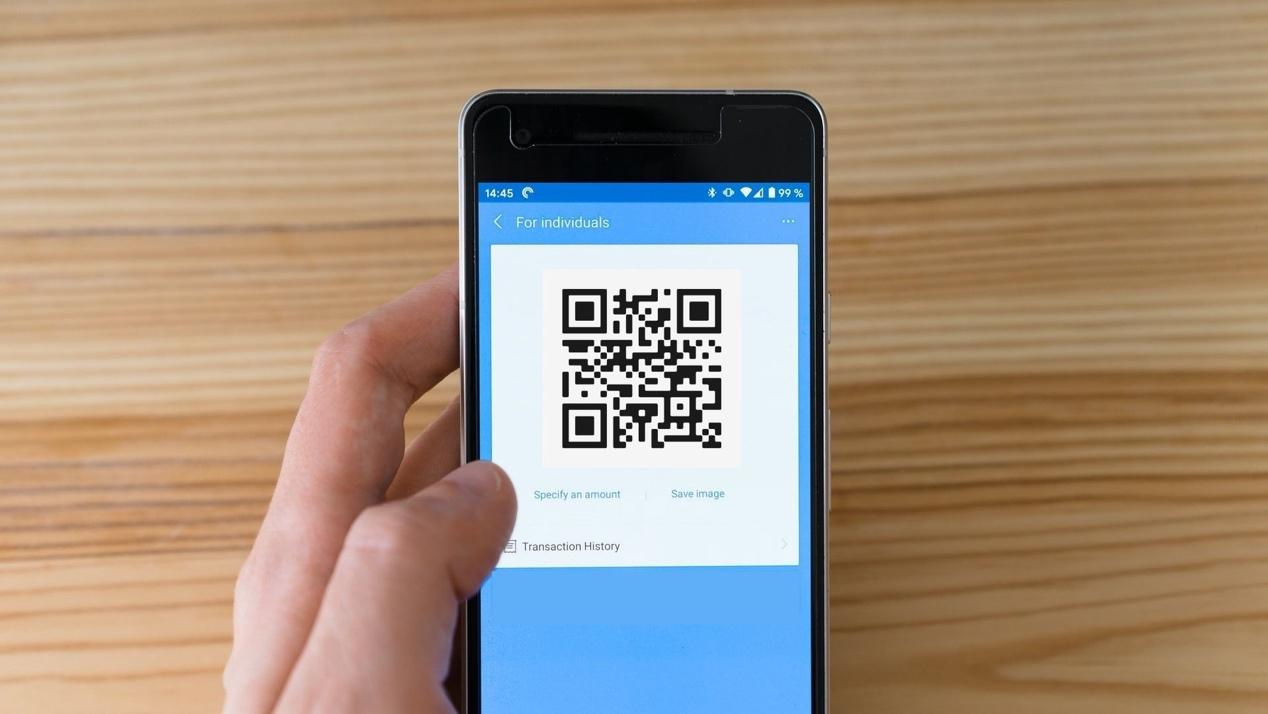 14:45 99 %
For individuals
Specify an amount Save image
Transaction History